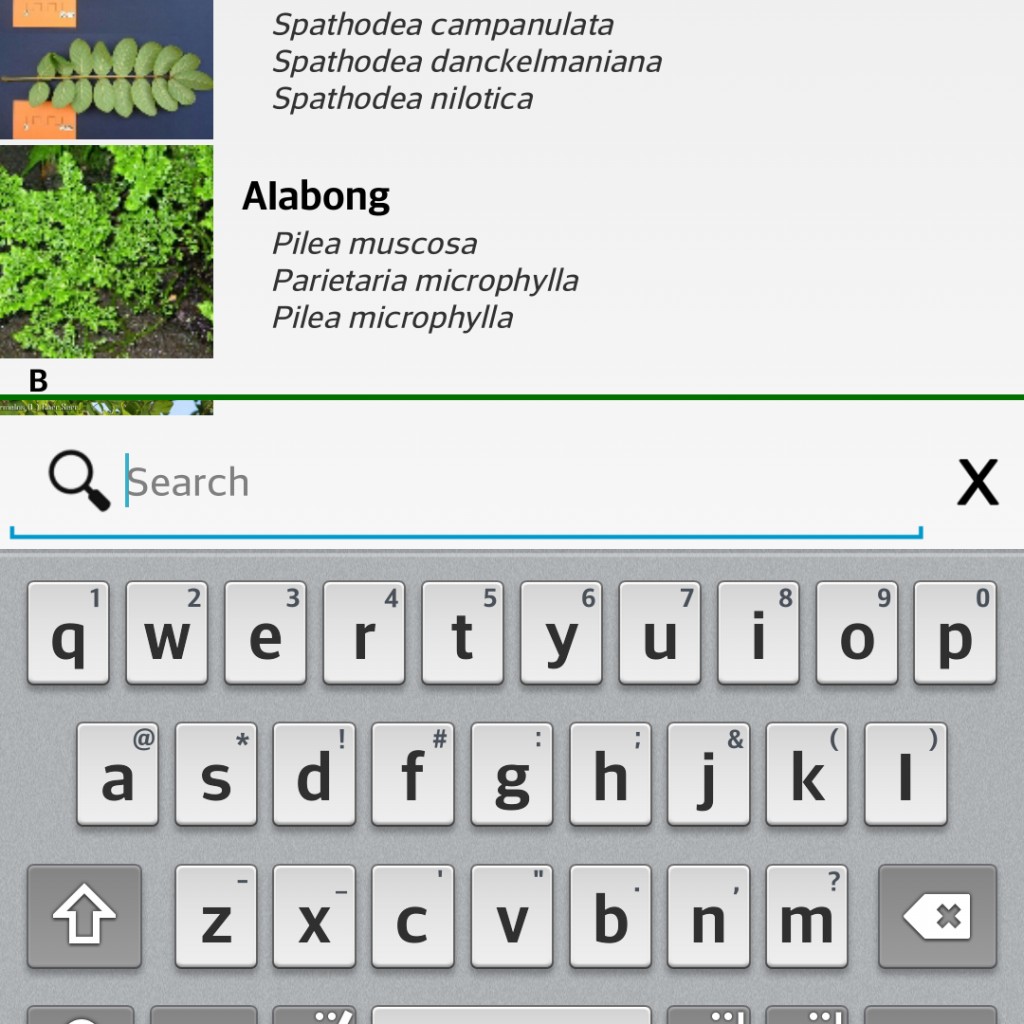 Spathodea campanulata
Spathodea danckelmaniana
Spathodea nilotica
Alabong
Pilea muscosa
Parietaria microphylla
Pilea microphylla
B
Search
X
1 2 3 4 5 6 7 8 9 0
q w e r t y u i o p
@ * ! # : ; & ( )
a s d f g h j k l
- _ ' " . , ?
z x c v b n m